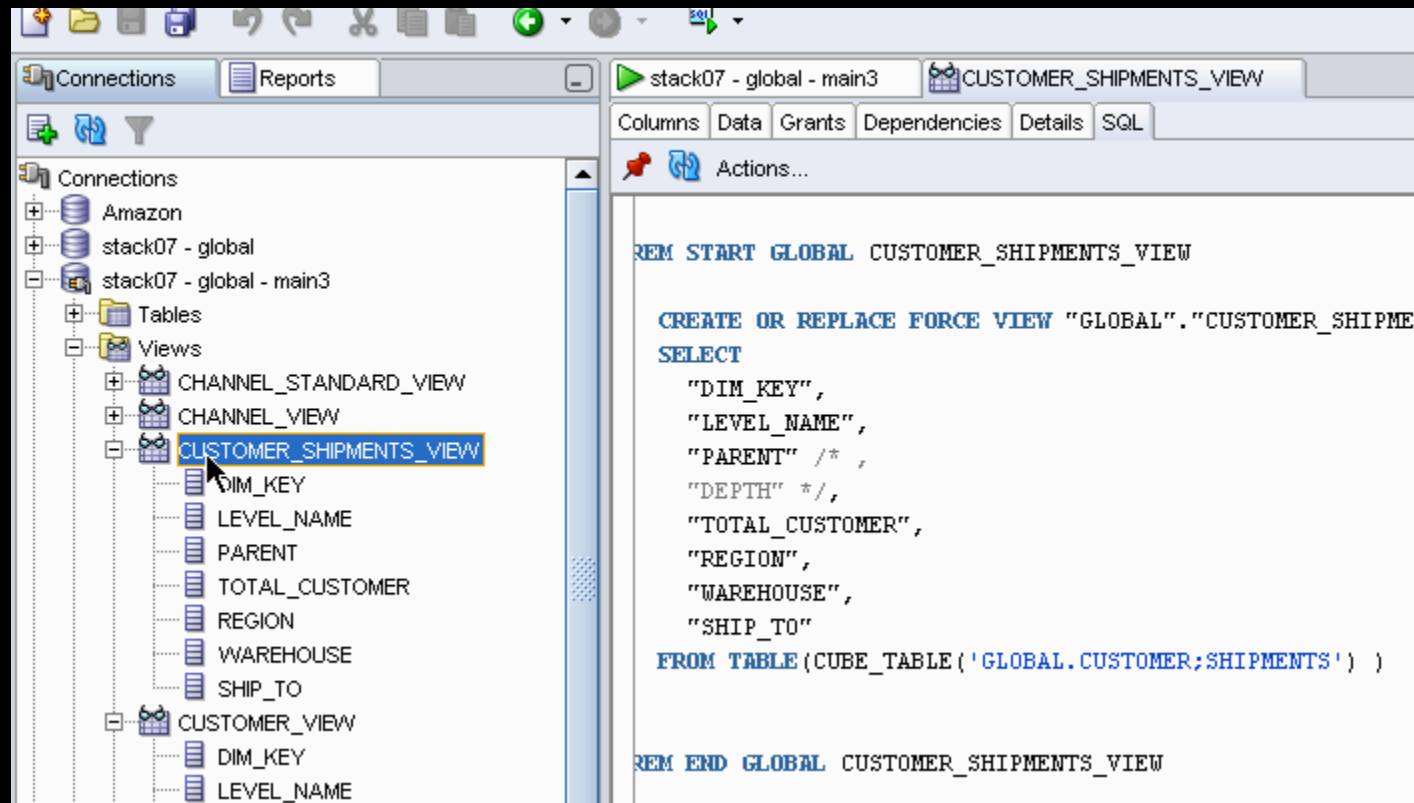 SQL
Connections
Reports
Connections
Amazon
stack07 - global
stack07 - global - main3
Tables
Views
CHANNEL_STANDARD_VIEW
CHANNEL_VIEW
CUSTOMER_SHIPMENTS_VIEW
DIM_KEY
LEVEL_NAME
PARENT
TOTAL_CUSTOMER
REGION
WAREHOUSE
SHIP_TO
CUSTOMER_VIEW
DIM_KEY
LEVEL_NAME
stack07 - global - main3
CUSTOMER_SHIPMENTS_VIEW
Columns Data Grants Dependencies Details SQL
Actions...
REM START GLOBAL CUSTOMER_SHIPMENTS_VIEW
CREATE OR REPLACE FORCE VIEW "GLOBAL"."CUSTOMER_SHIPME
SELECT
"DIM_KEY",
"LEVEL_NAME",
"PARENT" /* ,
"DEPTH" */,
"TOTAL_CUSTOMER",
"REGION",
"WAREHOUSE",
"SHIP_TO"
FROM TABLE(CUBE_TABLE('GLOBAL.CUSTOMER;SHIPMENTS') )
REM END GLOBAL CUSTOMER_SHIPMENTS_VIEW